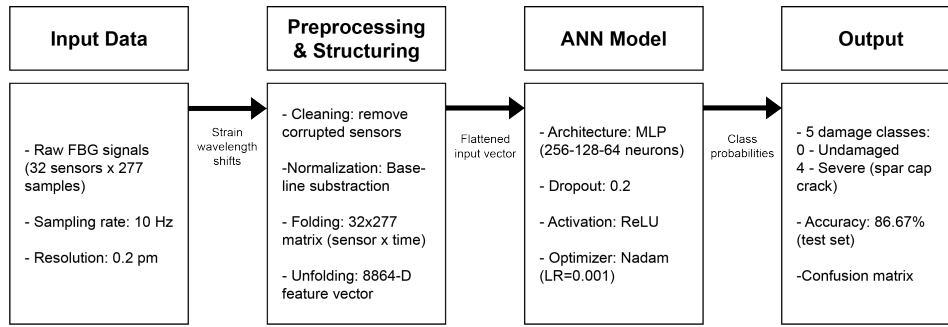 Input Data
- Raw FBG signals
(32 sensors x 277
samples)
- Sampling rate: 10 Hz
- Resolution: 0.2 pm
Strain
wavelength
shifts
Preprocessing
& Structuring
- Cleaning: remove
corrupted sensors
-Normalization: Base-
line substraction
- Folding: 32x277
matrix (sensor x time)
- Unfolding: 8864-D
feature vector
Flattened
input vector
ANN Model
- Architecture: MLP
(256-128-64 neurons)
- Dropout: 0.2
- Activation: ReLU
- Optimizer: Nadam
(LR=0.001)
Class
probabilities
Output
- 5 damage classes:
0 - Undamaged
4 - Severe (spar cap
crack)
- Accuracy: 86.67%
(test set)
-Confusion matrix